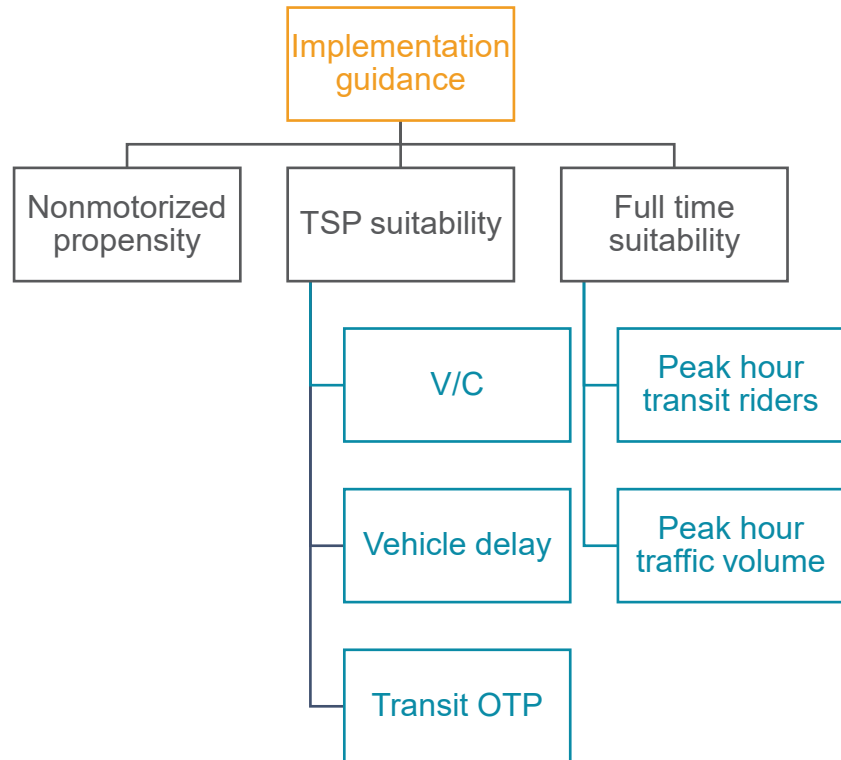 Implementation
guidance
Nonmotorized
propensity
TSP suitability
Full time
suitability
V/C
Peak hour
transit riders
Vehicle delay
Peak hour
traffic volume
Transit OTP